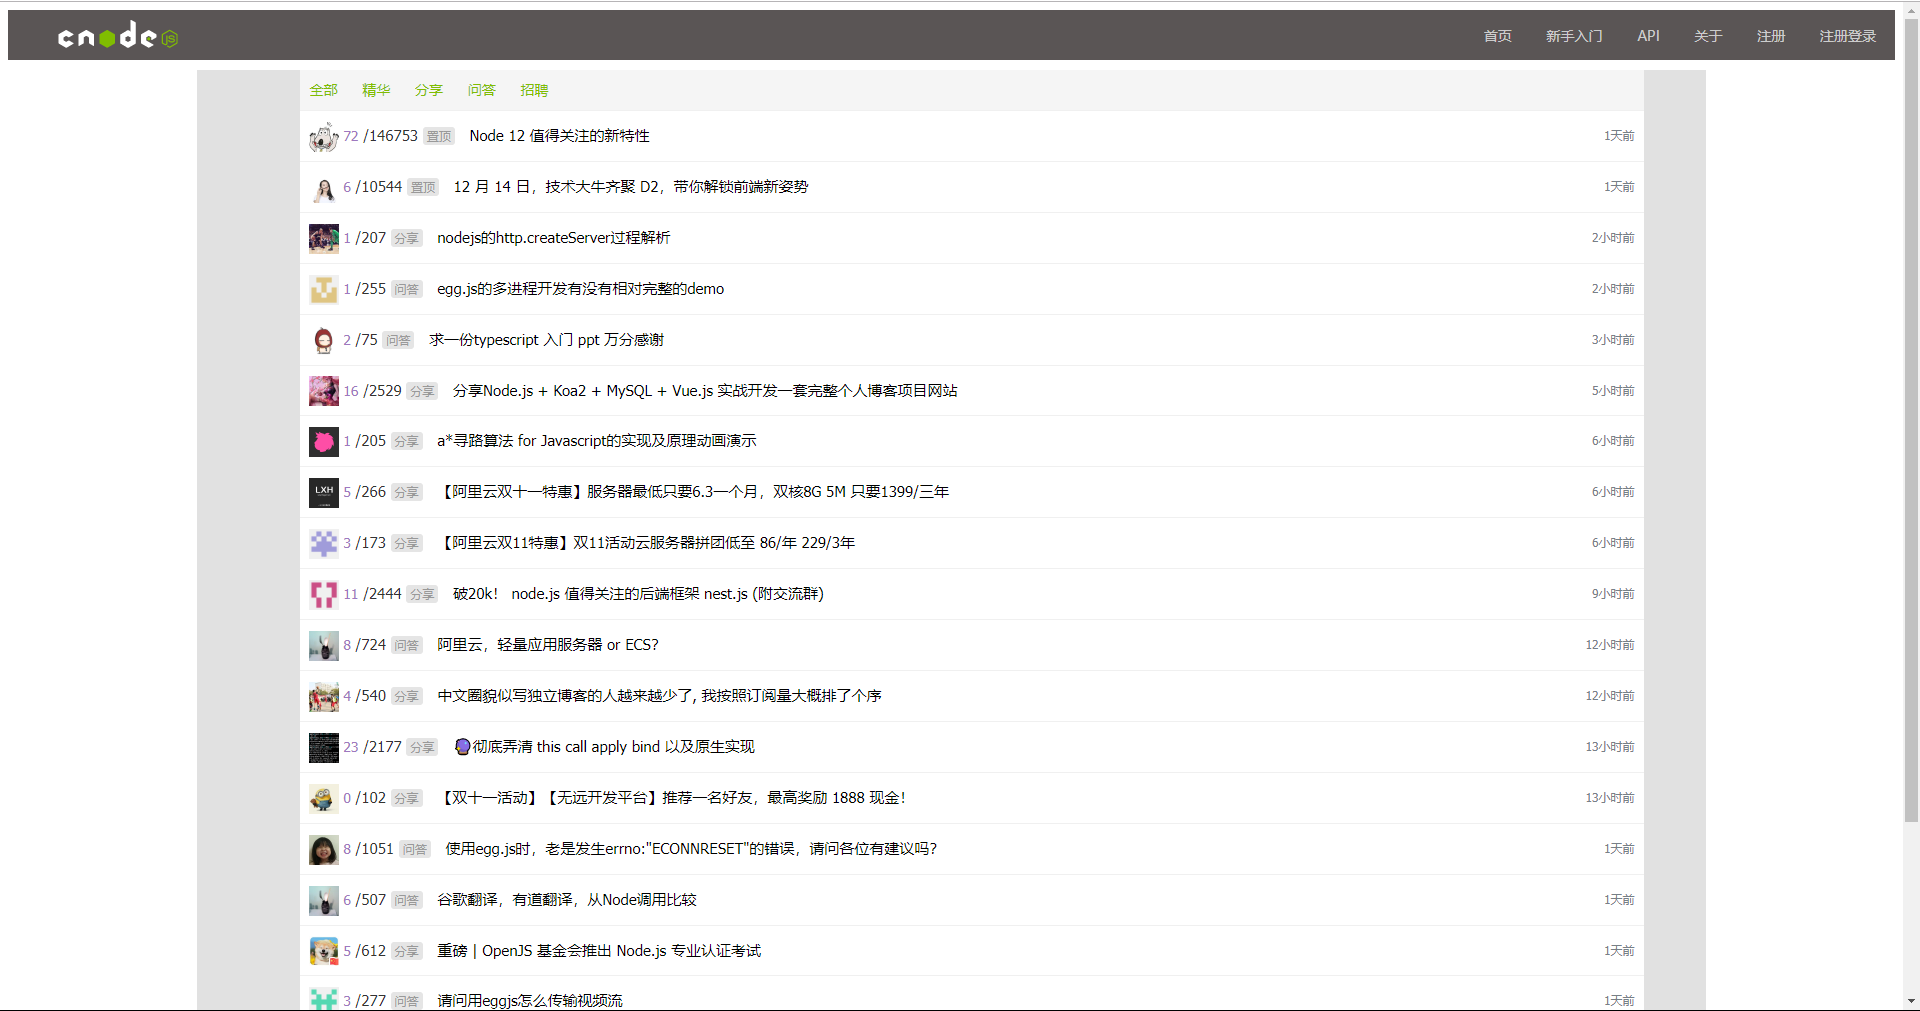 cnode JS
首页 新手入门 API 关于 注册 注册登录
全部 精华 分享 问答 招聘
72 /146753 置顶 Node 12 值得关注的新特性 1天前
6 /10544 置顶 12 月 14 日，技术大牛齐聚 D2，带你解锁前端新姿势 1天前
1 /207 分享 nodejs的http.createServer过程解析 2小时前
1 /255 问答 egg.js的多进程开发有没有相对完整的demo 2小时前
2 /75 问答 求一份typescript 入门 ppt 万分感谢 3小时前
16 /2529 分享 分享Node.js + Koa2 + MySQL + Vue.js 实战开发一套完整个人博客项目网站 5小时前
1 /205 分享 a*寻路算法 for Javascript的实现及原理动画演示 6小时前
LXH 5 /266 分享 【阿里云双十一特惠】服务器最低只要6.3一个月，双核8G 5M 只要1399/三年 6小时前
3 /173 分享 【阿里云双11特惠】双11活动云服务器拼团低至 86/年 229/3年 6小时前
11 /2444 分享 破20k！ node.js 值得关注的后端框架 nest.js (附交流群) 9小时前
8 /724 问答 阿里云，轻量应用服务器 or ECS? 12小时前
4 /540 分享 中文圈貌似写独立博客的人越来越少了, 我按照订阅量大概排了个序 12小时前
23 /2177 分享 🔮彻底弄清 this call apply bind 以及原生实现 13小时前
0 /102 分享 【双十一活动】【无远开发平台】推荐一名好友，最高奖励 1888 现金！ 13小时前
8 /1051 问答 使用egg.js时，老是发生errno:"ECONNRESET"的错误，请问各位有建议吗? 1天前
6 /507 问答 谷歌翻译，有道翻译，从Node调用比较 1天前
5 /612 分享 重磅 | OpenJS 基金会推出 Node.js 专业认证考试 1天前
3 /277 问答 请问用eggjs怎么传输视频流 1天前